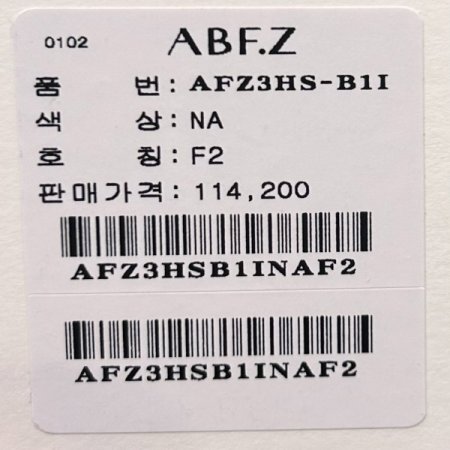 0102 ABF.Z
품 번 : AFZ3HS-B1I
색 상 : NA
호 칭 : F2
판매가격 : 114,200
AFZ3HSB1INAF2
AFZ3HSB1INAF2